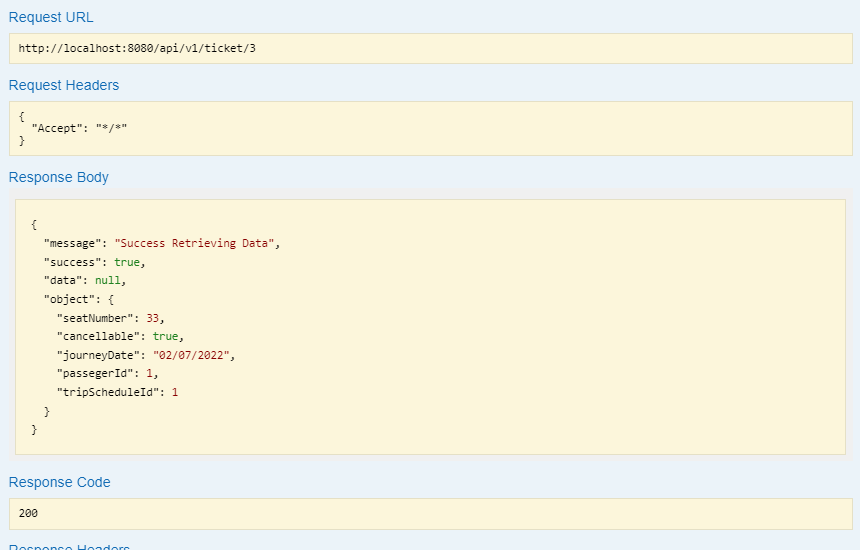 Request URL
http://localhost:8080/api/v1/ticket/3
Request Headers
{
  "Accept": "*/*"
}
Response Body
{
  "message": "Success Retrieving Data",
  "success": true,
  "data": null,
  "object": {
    "seatNumber": 33,
    "cancellable": true,
    "journeyDate": "02/07/2022",
    "passegerId": 1,
    "tripScheduleId": 1
  }
}
Response Code
200
Response Headers